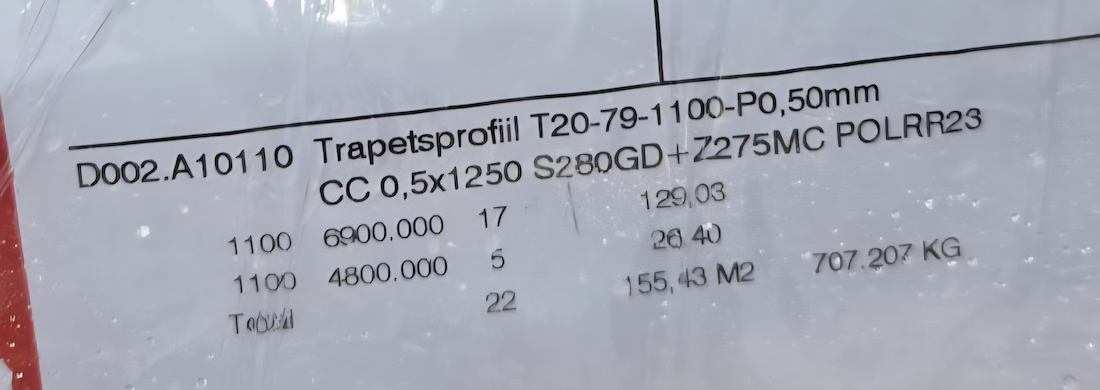 D002.A10110 Trapetsprofiil T20-79-1100-P0,50mm
CC 0,5x1250 S280GD+Z275MC POLRR23
1100 6900.000 17 129,03
1100 4800.000 5 26.40
22 155,43 M2 707.207 KG